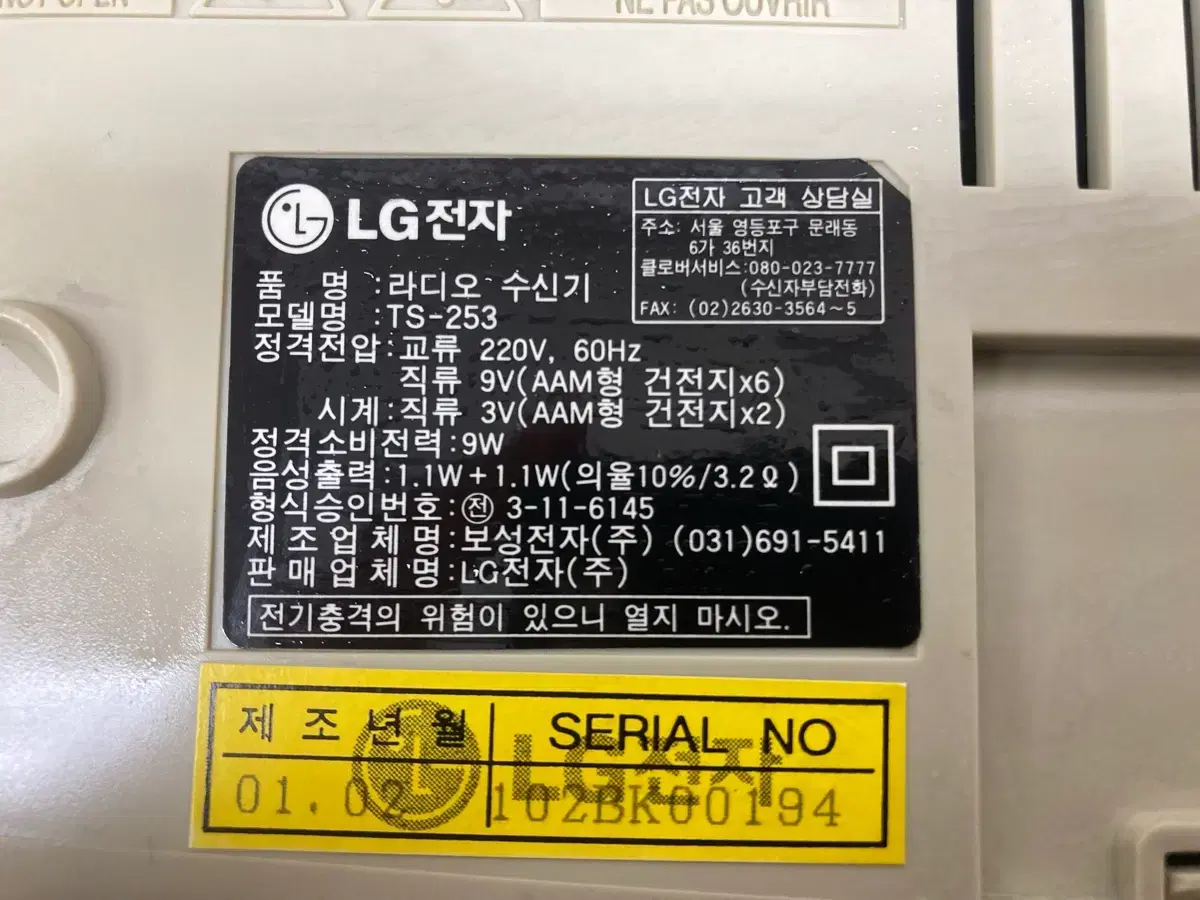 NOT OPEN
NE PAS OUVRIR
LG전자
LG전자 고객 상담실
주소: 서울 영등포구 문래동
6가 36번지
클로버서비스:080-023-7777
(수신자부담전화)
FAX: (02)2630-3564~5
품 명 :라디오 수신기
모델명 :TS-253
정격전압:교류 220V, 60Hz
직류 9V(AAM형 건전지x6)
시계:직류 3V(AAM형 건전지x2)
정격소비전력:9W
음성출력:1.1W+1.1W(의율10%/3.2Ω)
형식승인번호:㉄ 3-11-6145
제조업체명:보성전자(주) (031)691-5411
판매업체명:LG전자(주)
전기충격의 위험이 있으니 열지 마시오.
제조년월 SERIAL NO
LG전자
01.02 102BK00194